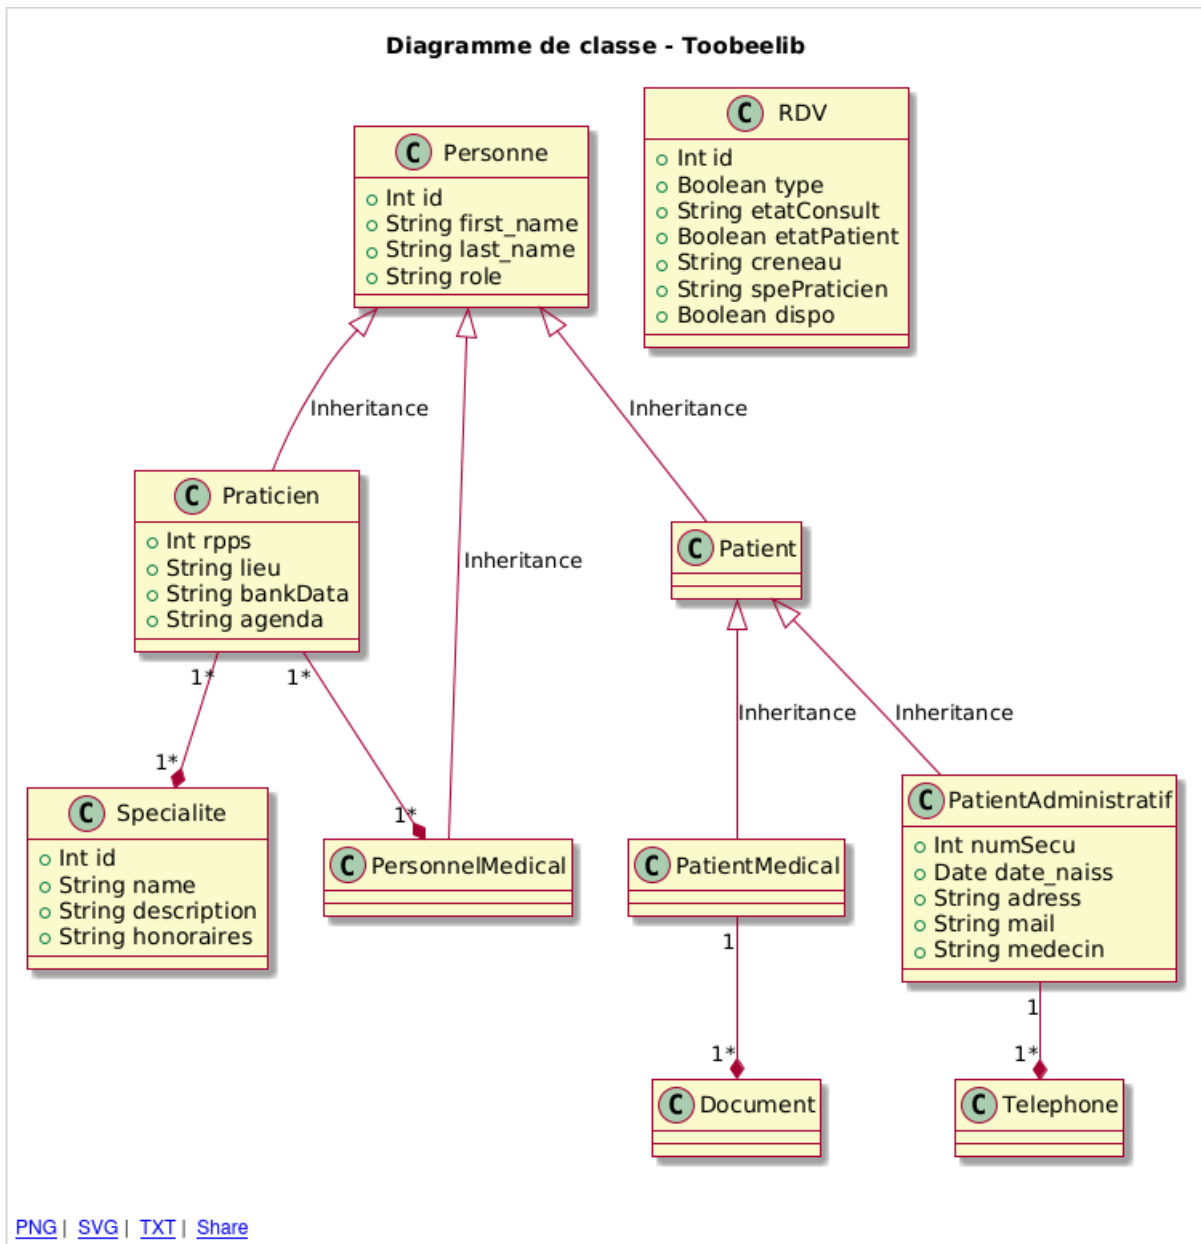 Diagramme de classe - Toobeelib
C RDV
Int id
Boolean type
String etatConsult
Boolean etatPatient
String creneau
String spePraticien
Boolean dispo
C Personne
Int id
String first_name
String last_name
String role
Inheritance
Inheritance
Inheritance
C Praticien
Int rpps
String lieu
String bankData
String agenda
C Patient
1*
1*
Inheritance
Inheritance
1*
1*
C Specialite
Int id
String name
String description
String honoraires
C PersonnelMedical
C PatientMedical
C PatientAdministratif
Int numSecu
Date date_naiss
String adress
String mail
String medecin
1
1
1*
1*
C Document
C Telephone
PNG | SVG | TXT | Share